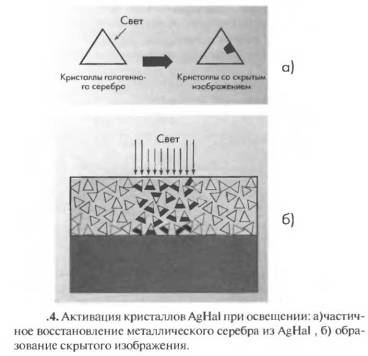 Свет
Кристаллы галогенно-
го серебра
Кристаллы со скрытым
изображением
а)
Свет
б)
.4. Активация кристаллов AgHal при освещении: а)частич-
ное восстановление металлического серебра из AgHal , б) обра-
зование скрытого изображения.